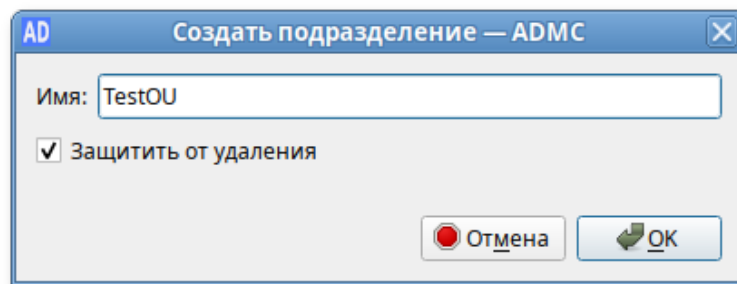 AD Создать подразделение — ADMC
Имя: TestOU
Защитить от удаления
Отмена OK